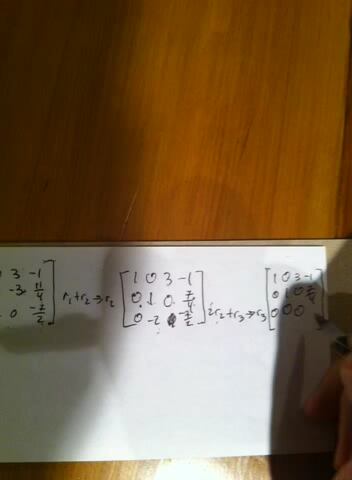 0 3 -1
-3 11/4
0 -7/2
r₁+r₂→r₂
1 0 3 -1
0 1 0 7/4
0 -2 -7/2
2r₂+r₃→r₃
1 0 3 -1
0 1 0 7/4
0 0 0